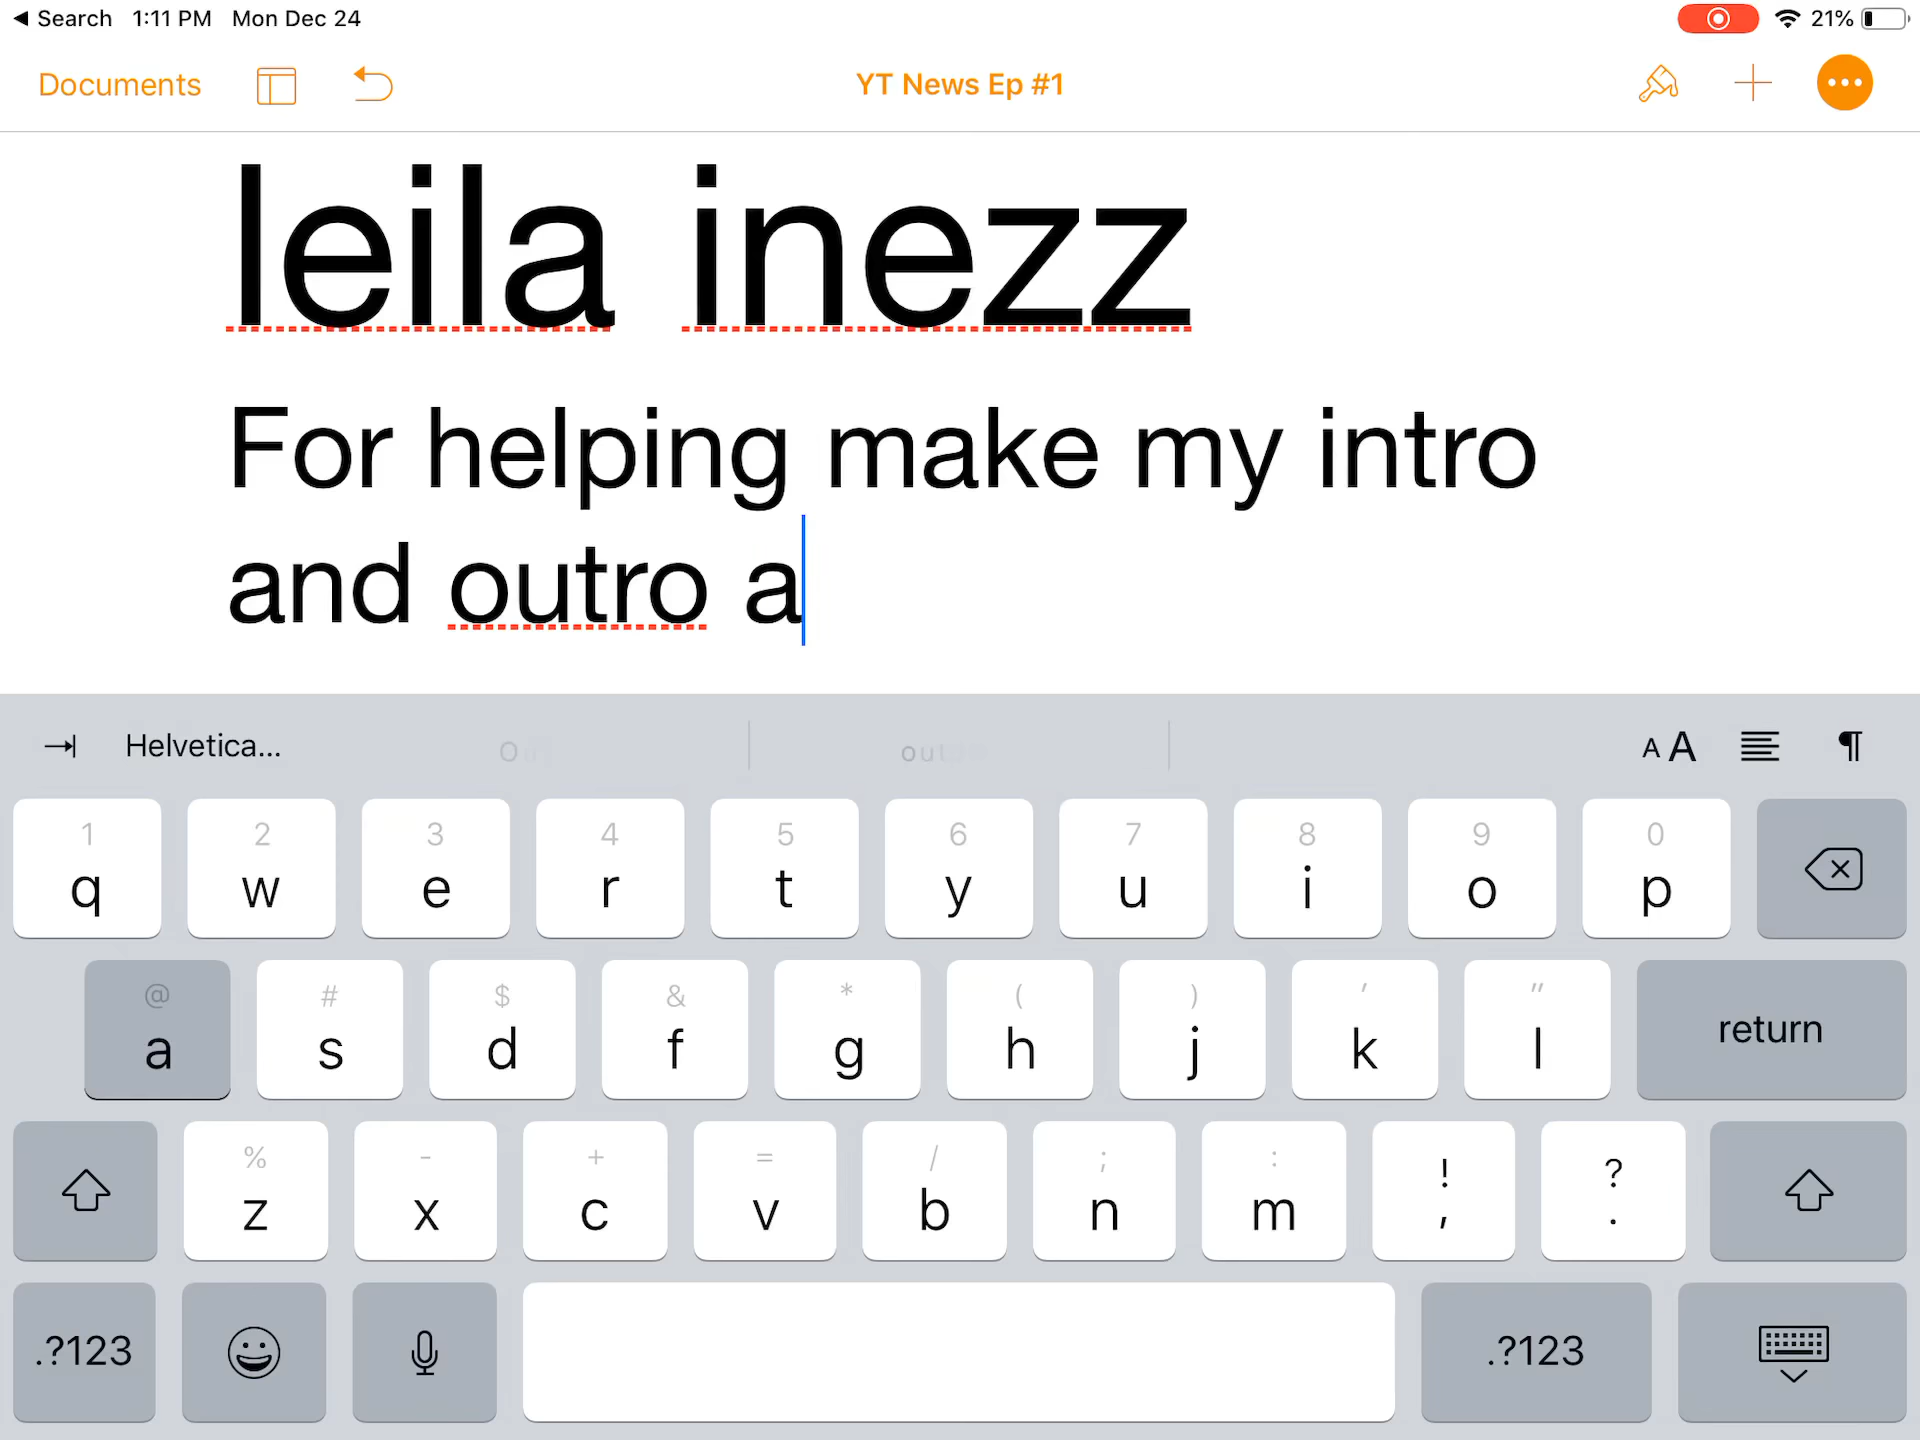 ◀ Search 1:11 PM Mon Dec 24 21%
Documents YT News Ep #1
leila inezz
For helping make my intro
and outro a
Helvetica... AA ¶
1 2 3 4 5 6 7 8 9 0
q w e r t y u i o p
@ # $ & * ( ) ' "
a s d f g h j k l return
% - + = / ; : ! ?
z x c v b n m , .
.?123 .?123